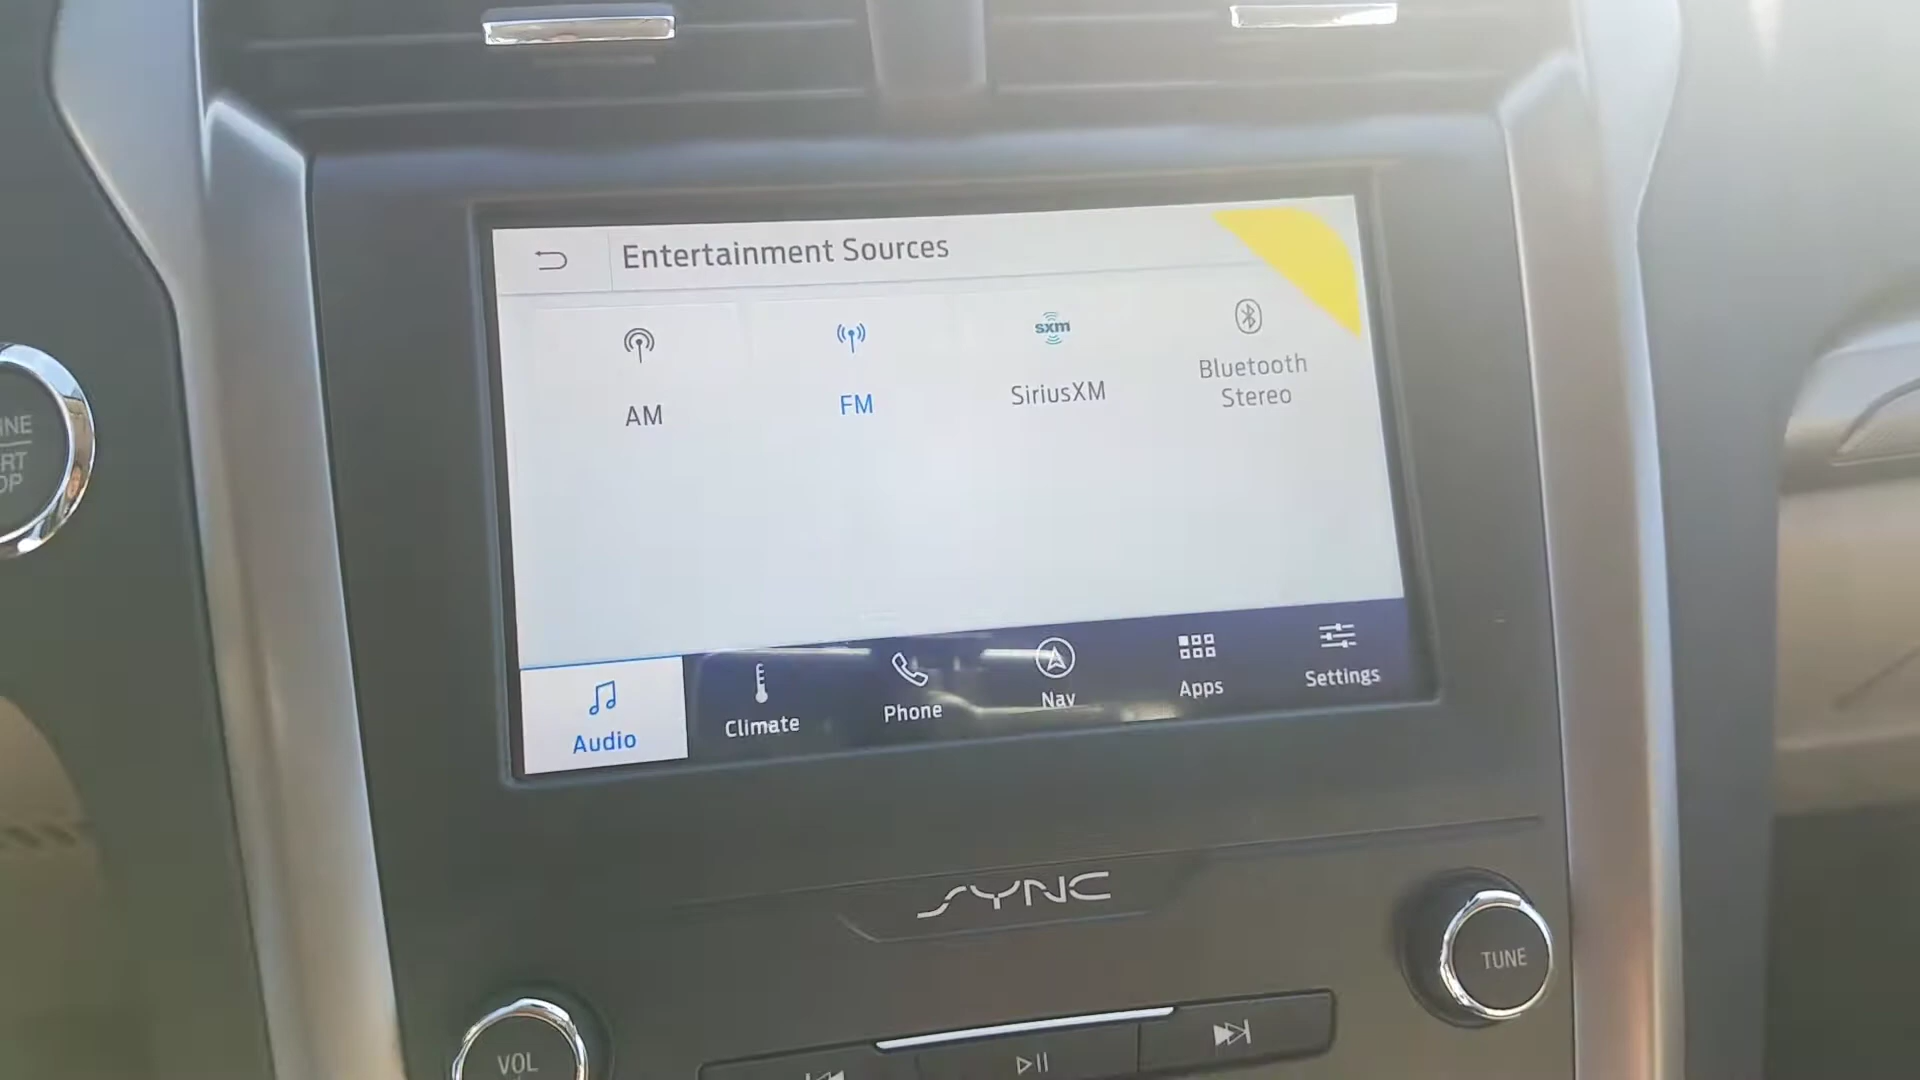 Entertainment Sources
AM
FM
sxm
SiriusXM
Bluetooth
Stereo
Audio
Climate
Phone
Nav
Apps
Settings
SYNC
TUNE
VOL